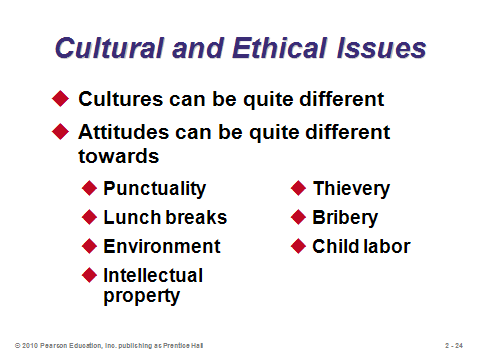 Cultural and Ethical Issues
Cultures can be quite different
Attitudes can be quite different
towards
Punctuality
Lunch breaks
Environment
Intellectual
property
Thievery
Bribery
Child labor
© 2010 Pearson Education, Inc. publishing as Prentice Hall
2 - 24